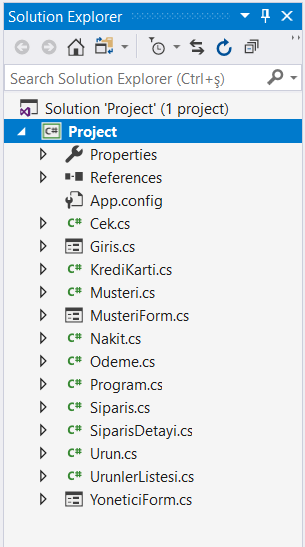 Solution Explorer
Search Solution Explorer (Ctrl+ş)
Solution 'Project' (1 project)
C# Project
Properties
References
App.config
C# Cek.cs
Giris.cs
C# KrediKarti.cs
C# Musteri.cs
MusteriForm.cs
C# Nakit.cs
C# Odeme.cs
C# Program.cs
C# Siparis.cs
C# SiparisDetayi.cs
C# Urun.cs
C# UrunlerListesi.cs
YoneticiForm.cs